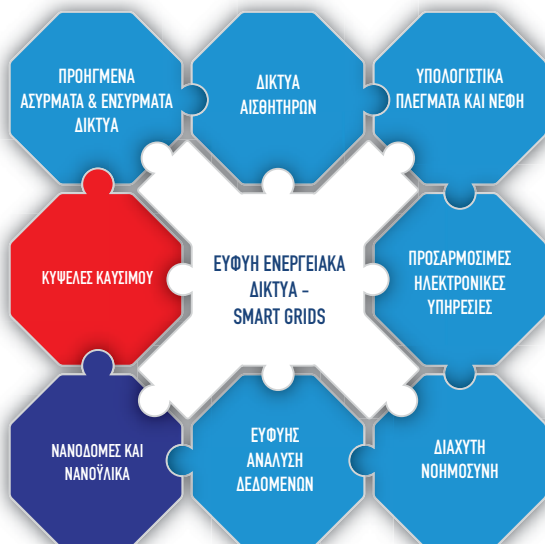 ΠΡΟΗΓΜΕΝΑ
ΑΣΥΡΜΑΤΑ & ΕΝΣΥΡΜΑΤΑ
ΔΙΚΤΥΑ
ΔΙΚΤΥΑ
ΑΙΣΘΗΤΗΡΩΝ
ΥΠΟΛΟΓΙΣΤΙΚΑ
ΠΛΕΓΜΑΤΑ ΚΑΙ ΝΕΦΗ
ΚΥΨΕΛΕΣ ΚΑΥΣΙΜΟΥ
ΕΥΦΥΗ ΕΝΕΡΓΕΙΑΚΑ
ΔΙΚΤΥΑ -
SMART GRIDS
ΠΡΟΣΑΡΜΟΣΙΜΕΣ
ΗΛΕΚΤΡΟΝΙΚΕΣ
ΥΠΗΡΕΣΙΕΣ
ΝΑΝΟΔΟΜΕΣ ΚΑΙ
ΝΑΝΟΫΛΙΚΑ
ΕΥΦΥΗΣ
ΑΝΑΛΥΣΗ
ΔΕΔΟΜΕΝΩΝ
ΔΙΑΧΥΤΗ
ΝΟΗΜΟΣΥΝΗ